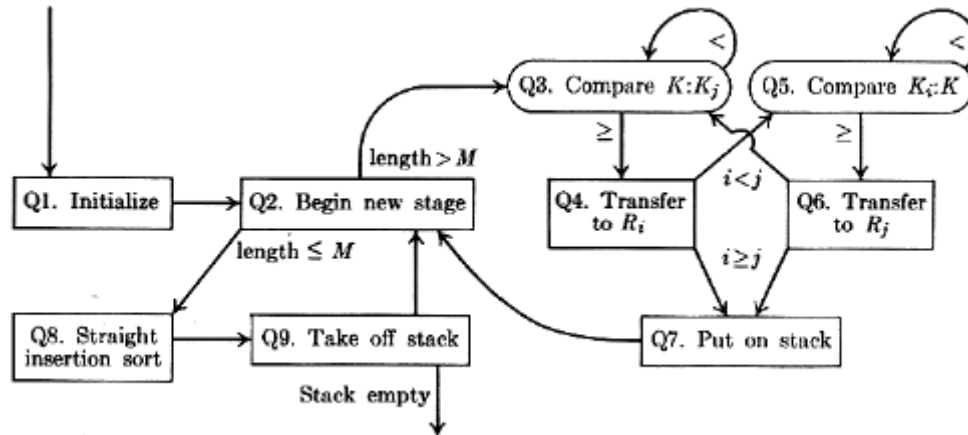 <
<
Q3. Compare K:Kj
Q5. Compare Ki:K
≥
≥
length > M
Q1. Initialize
Q2. Begin new stage
i<j
Q4. Transfer
to Ri
Q6. Transfer
to Rj
length ≤ M
i≥j
Q8. Straight
insertion sort
Q9. Take off stack
Q7. Put on stack
Stack empty